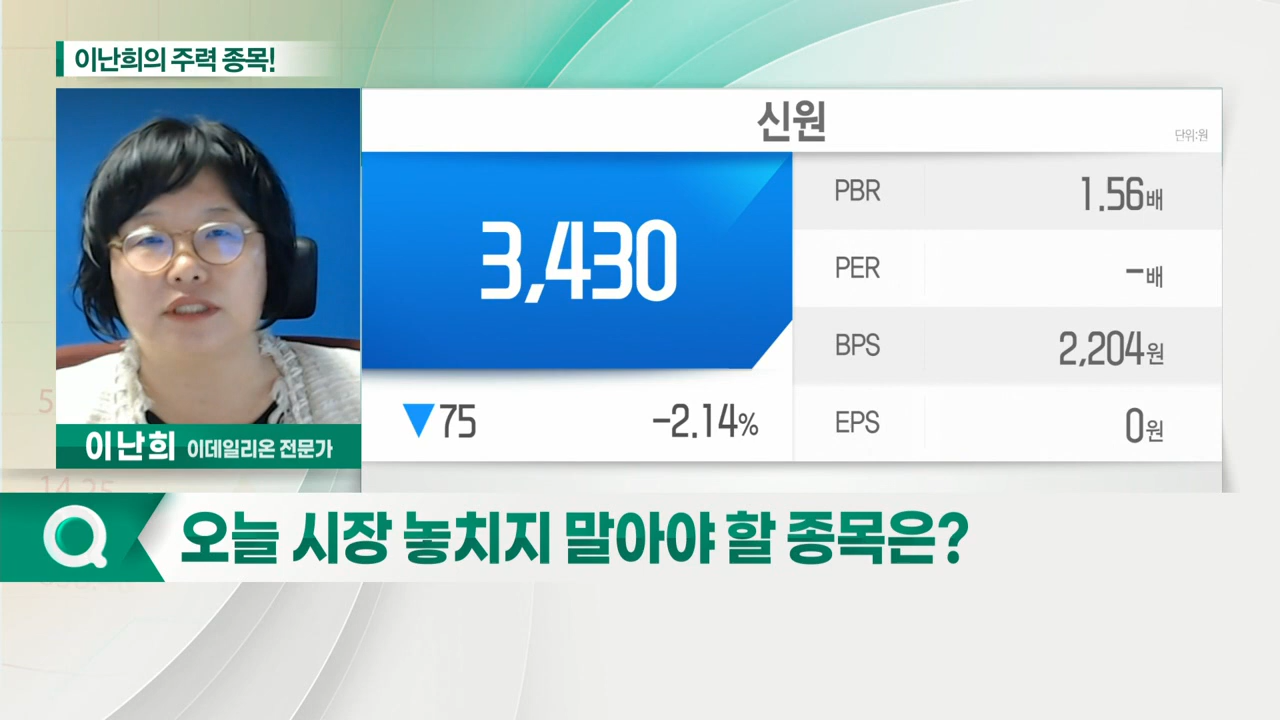 이난희의 주력 종목!
신원
단위:원
3,430
▼75 -2.14%
PBR 1.56배
PER -배
BPS 2,204원
EPS 0원
이난희 이데일리온 전문가
Q 오늘 시장 놓치지 말아야 할 종목은?